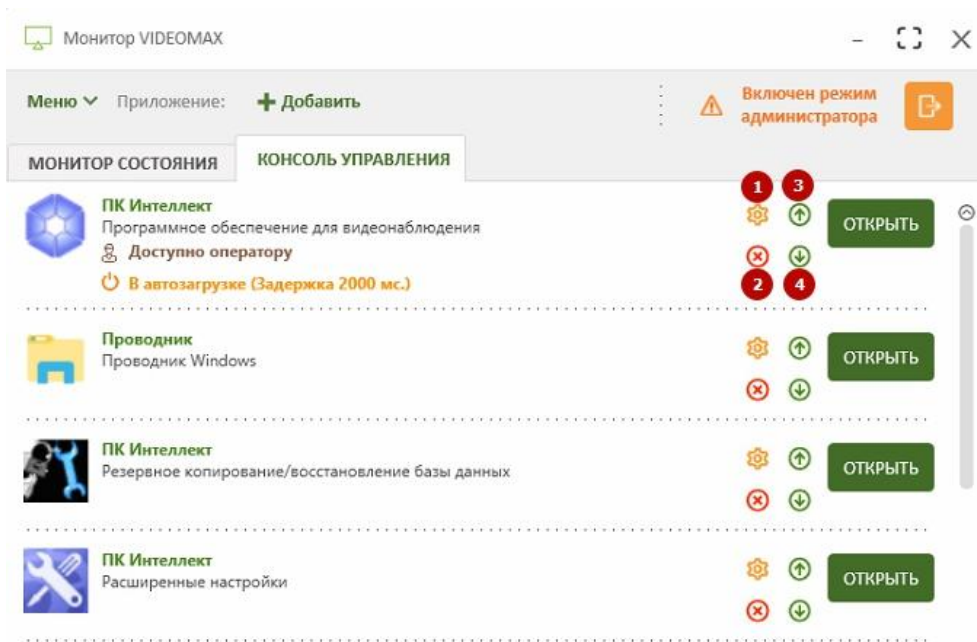 Монитор VIDEOMAX
Меню Приложение: Добавить
Включен режим
администратора
МОНИТОР СОСТОЯНИЯ КОНСОЛЬ УПРАВЛЕНИЯ
1 3
ПК Интеллект
Программное обеспечение для видеонаблюдения
ОТКРЫТЬ
Доступно оператору
В автозагрузке (Задержка 2000 мс.)
2 4
Проводник
Проводник Windows
ОТКРЫТЬ
ПК Интеллект
Резервное копирование/восстановление базы данных
ОТКРЫТЬ
ПК Интеллект
Расширенные настройки
ОТКРЫТЬ